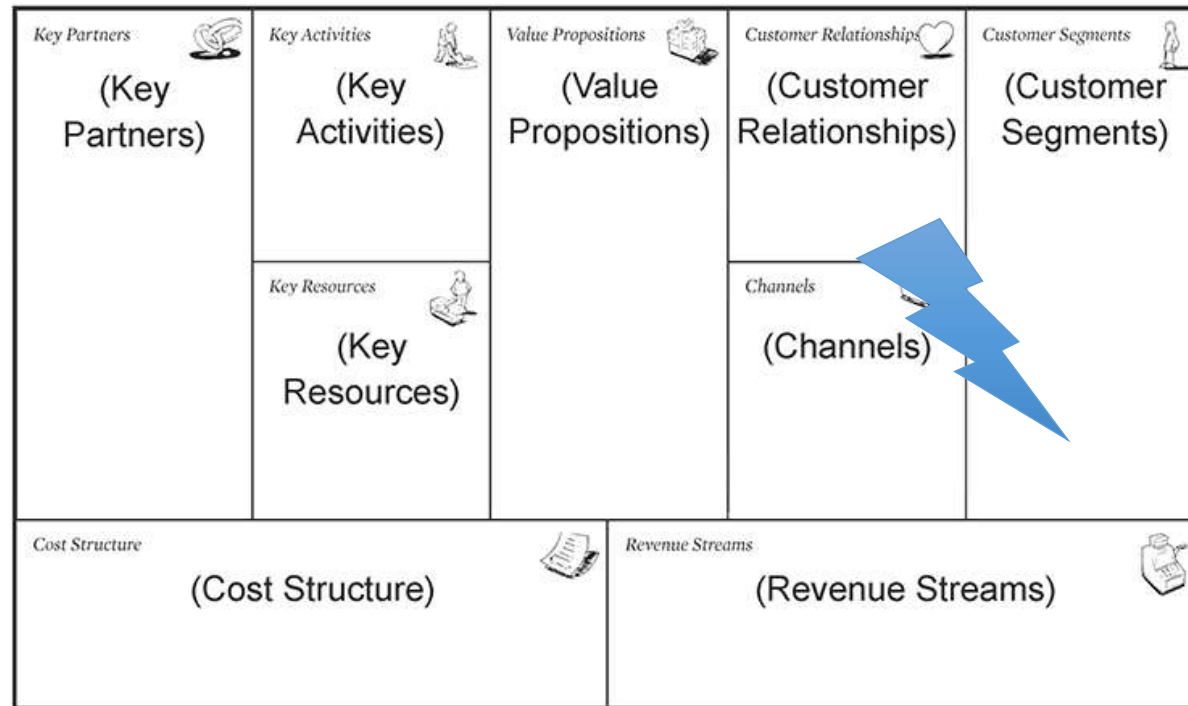 Key Partners
(Key
Partners)
Key Activities
(Key
Activities)
Key Resources
(Key
Resources)
Value Propositions
(Value
Propositions)
Customer Relationships
(Customer
Relationships)
Channels
(Channels)
Customer Segments
(Customer
Segments)
Cost Structure
(Cost Structure)
Revenue Streams
(Revenue Streams)